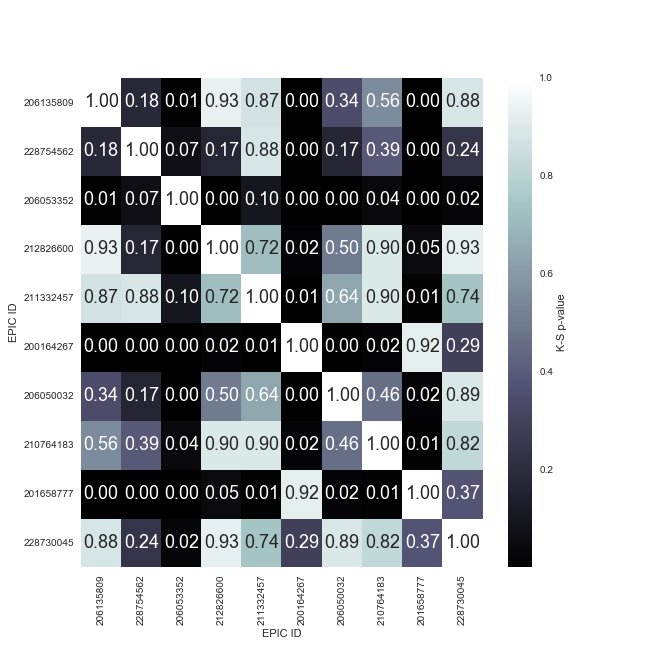 206135809 1.00 0.18 0.01 0.93 0.87 0.00 0.34 0.56 0.00 0.88
228754562 0.18 1.00 0.07 0.17 0.88 0.00 0.17 0.39 0.00 0.24
206053352 0.01 0.07 1.00 0.00 0.10 0.00 0.00 0.04 0.00 0.02
212826600 0.93 0.17 0.00 1.00 0.72 0.02 0.50 0.90 0.05 0.93
211332457 0.87 0.88 0.10 0.72 1.00 0.01 0.64 0.90 0.01 0.74
200164267 0.00 0.00 0.00 0.02 0.01 1.00 0.00 0.02 0.92 0.29
206050032 0.34 0.17 0.00 0.50 0.64 0.00 1.00 0.46 0.02 0.89
210764183 0.56 0.39 0.04 0.90 0.90 0.02 0.46 1.00 0.01 0.82
201658777 0.00 0.00 0.00 0.05 0.01 0.92 0.02 0.01 1.00 0.37
228730045 0.88 0.24 0.02 0.93 0.74 0.29 0.89 0.82 0.37 1.00
EPIC ID
206135809 228754562 206053352 212826600 211332457 200164267 206050032 210764183 201658777 228730045
EPIC ID
1.0
0.8
0.6
0.4
0.2
K-S p-value